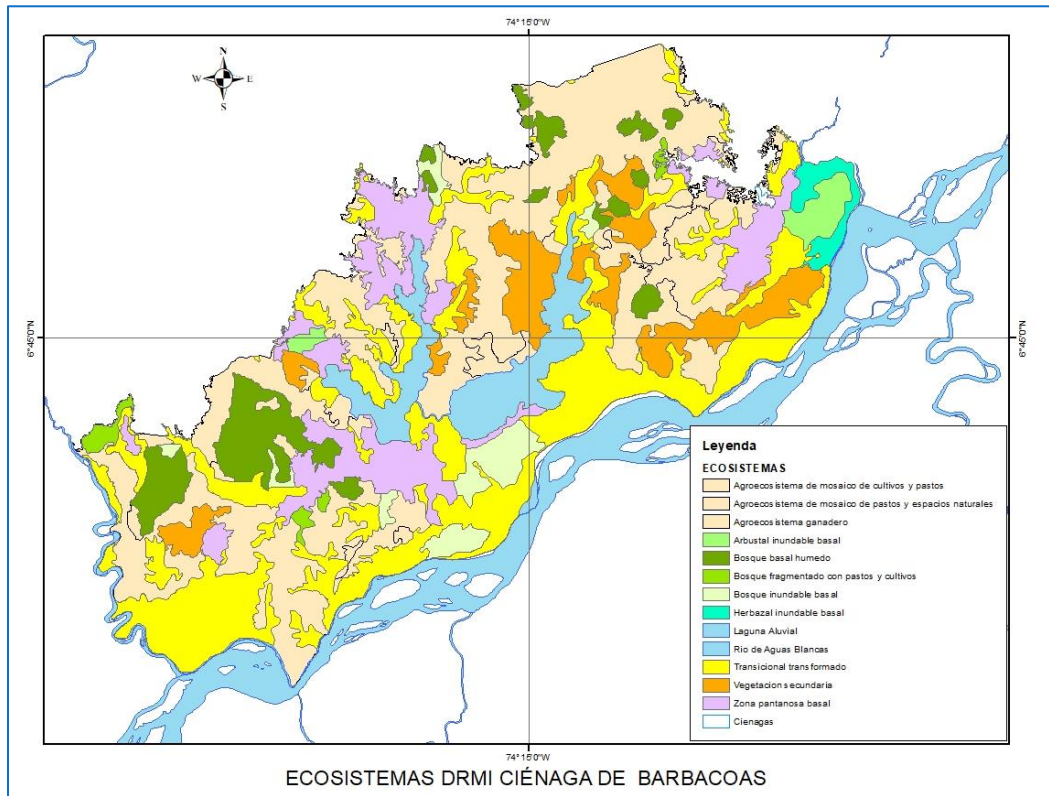 74°15'0"W
N
W E
S
6°45'0"N
6°45'0"N
Leyenda
ECOSISTEMAS
Agroecosistema de mosaico de cultivos y pastos
Agroecosistema de mosaico de pastos y espacios naturales
Agroecosistema ganadero
Arbustal inundable basal
Bosque basal humedo
Bosque fragmentado con pastos y cultivos
Bosque inundable basal
Herbazal inundable basal
Laguna Aluvial
Rio de Aguas Blancas
Transicional transformado
Vegetacion secundaria
Zona pantanosa basal
Cienagas
74°15'0"W
ECOSISTEMAS DRMI CIÉNAGA DE BARBACOAS